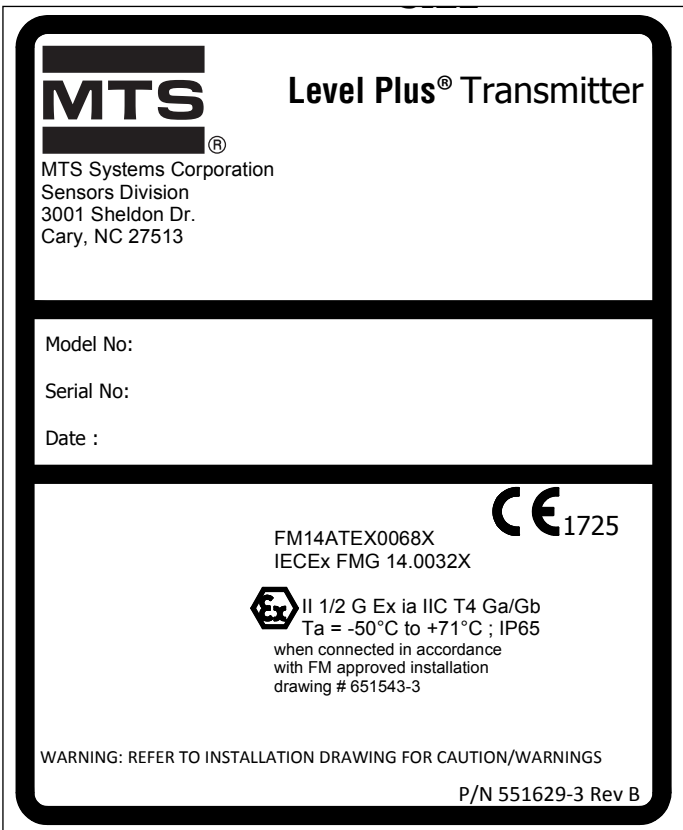 MTS
®
Level Plus® Transmitter
MTS Systems Corporation
Sensors Division
3001 Sheldon Dr.
Cary, NC 27513
Model No:
Serial No:
Date :
CE 1725
FM14ATEX0068X
IECEx FMG 14.0032X
Ex II 1/2 G Ex ia IIC T4 Ga/Gb
Ta = -50°C to +71°C ; IP65
when connected in accordance
with FM approved installation
drawing # 651543-3
WARNING: REFER TO INSTALLATION DRAWING FOR CAUTION/WARNINGS
P/N 551629-3 Rev B